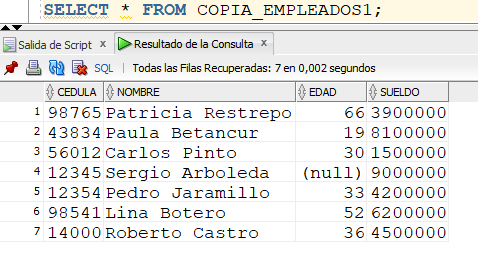 SELECT * FROM COPIA_EMPLEADOS1;
Salida de Script x Resultado de la Consulta x
SQL | Todas las Filas Recuperadas: 7 en 0,002 segundos
CEDULA NOMBRE EDAD SUELDO
1 98765 Patricia Restrepo 66 3900000
2 43834 Paula Betancur 19 8100000
3 56012 Carlos Pinto 30 1500000
4 12345 Sergio Arboleda (null) 9000000
5 12354 Pedro Jaramillo 33 4200000
6 98541 Lina Botero 52 6200000
7 14000 Roberto Castro 36 4500000